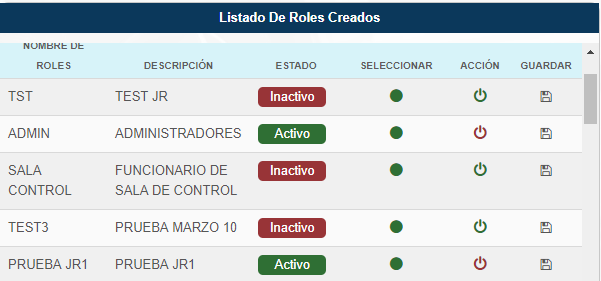 Listado De Roles Creados
NOMBRE DE
ROLES DESCRIPCIÓN ESTADO SELECCIONAR ACCIÓN GUARDAR
TST TEST JR Inactivo
ADMIN ADMINISTRADORES Activo
SALA FUNCIONARIO DE Inactivo
CONTROL SALA DE CONTROL
TEST3 PRUEBA MARZO 10 Inactivo
PRUEBA JR1 PRUEBA JR1 Activo